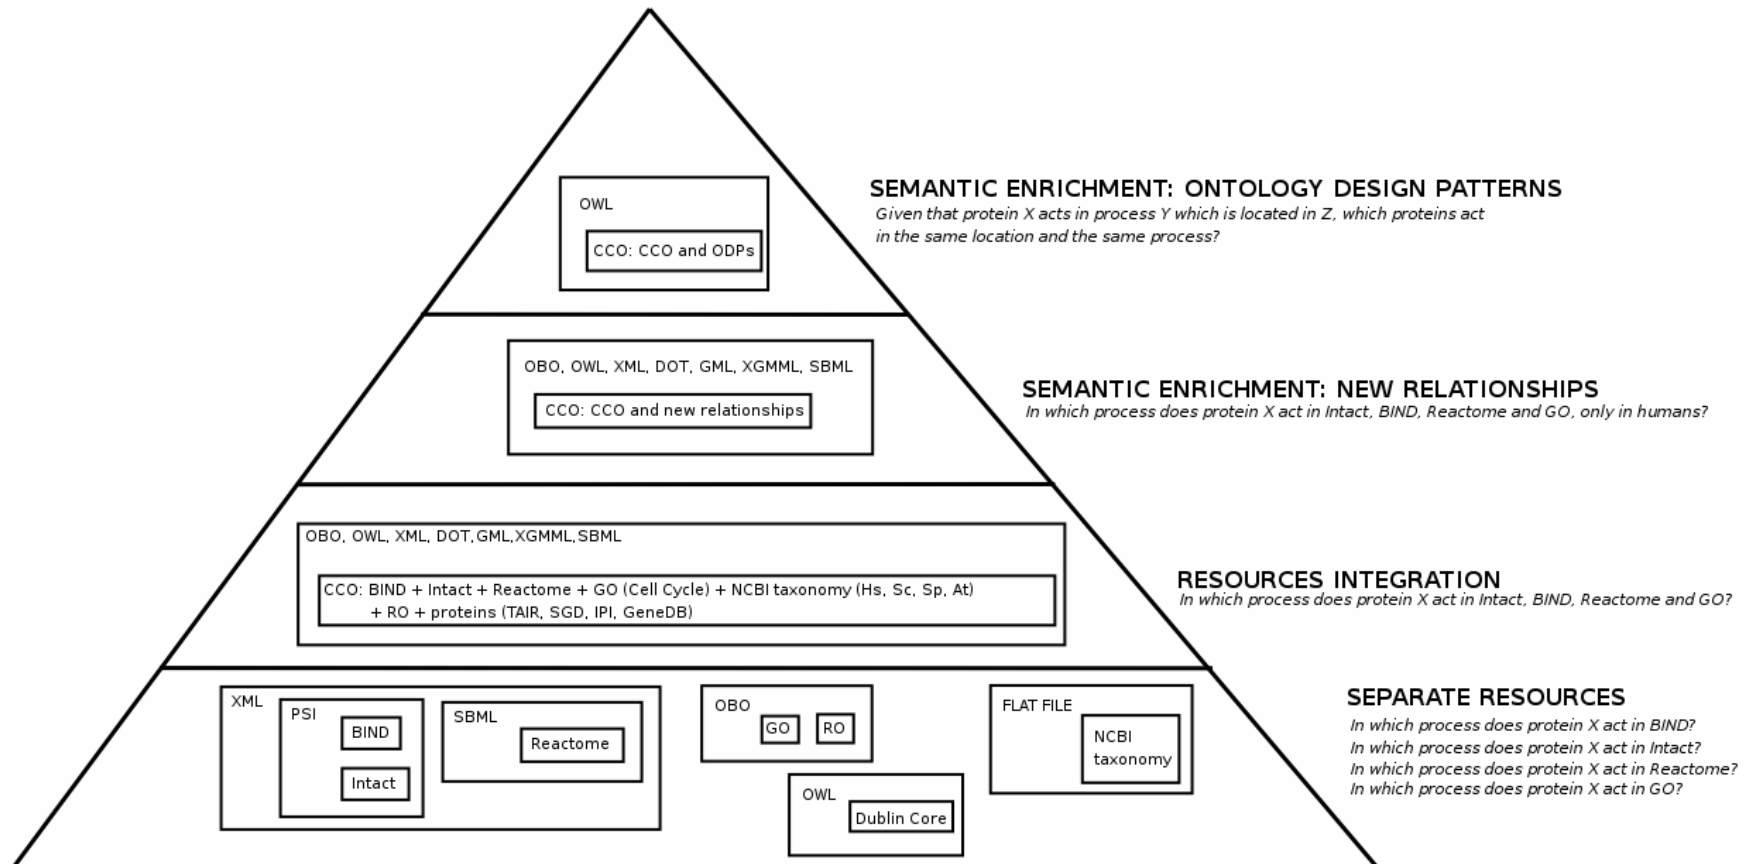 SEMANTIC ENRICHMENT: ONTOLOGY DESIGN PATTERNS
Given that protein X acts in process Y which is located in Z, which proteins act
in the same location and the same process?
OWL
CCO: CCO and ODPs
SEMANTIC ENRICHMENT: NEW RELATIONSHIPS
In which process does protein X act in Intact, BIND, Reactome and GO, only in humans?
OBO, OWL, XML, DOT, GML, XGMML, SBML
CCO: CCO and new relationships
RESOURCES INTEGRATION
In which process does protein X act in Intact, BIND, Reactome and GO?
OBO, OWL, XML, DOT,GML,XGMML,SBML
CCO: BIND + Intact + Reactome + GO (Cell Cycle) + NCBI taxonomy (Hs, Sc, Sp, At)
+ RO + proteins (TAIR, SGD, IPI, GeneDB)
SEPARATE RESOURCES
In which process does protein X act in BIND?
In which process does protein X act in Intact?
In which process does protein X act in Reactome?
In which process does protein X act in GO?
XML
PSI
BIND
Intact
SBML
Reactome
OBO
GO
RO
OWL
Dublin Core
FLAT FILE
NCBI
taxonomy